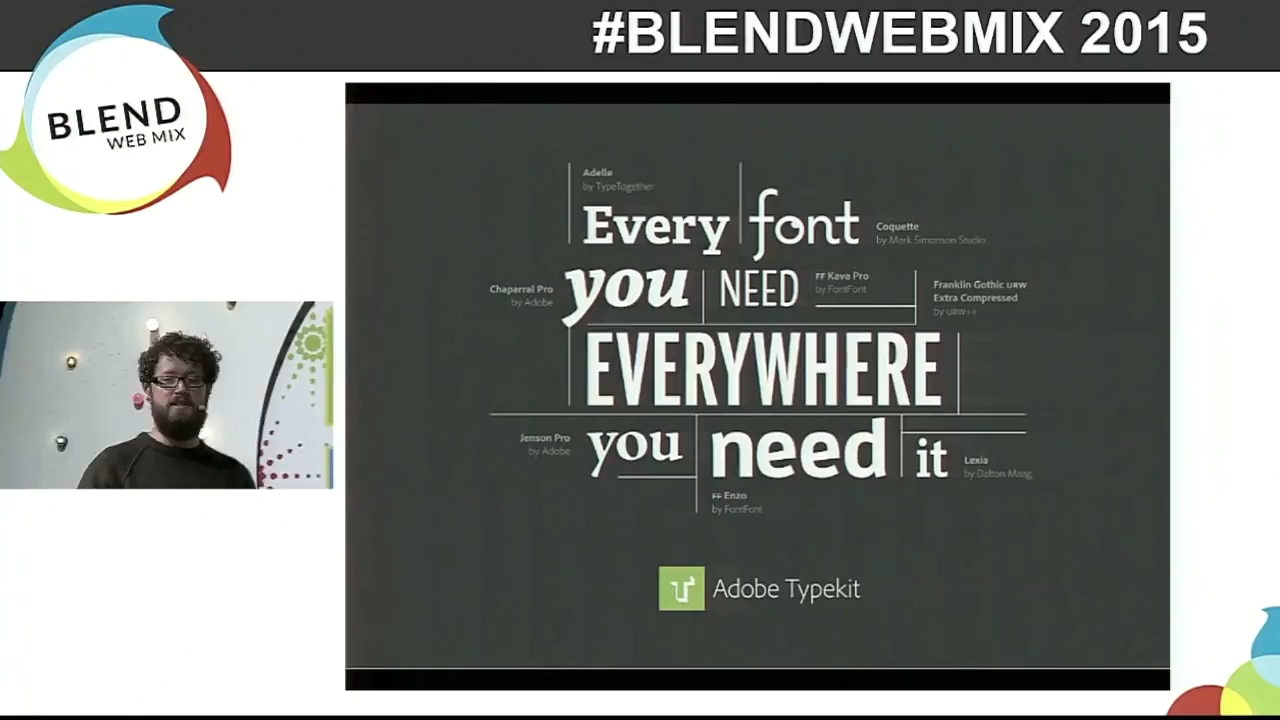 #BLENDWEBMIX 2015
BLEND
WEB MIX
Adelle
by TypeTogether
Every font
Coquette
by Mark Simonson Studio
Chaparral Pro
by Adobe
you NEED
FF Kava Pro
by FontFont
Franklin Gothic URW
Extra Compressed
by URW++
EVERYWHERE
Jenson Pro
by Adobe
you need it
Lexia
by Dalton Maag
FF Enzo
by FontFont
Adobe Typekit